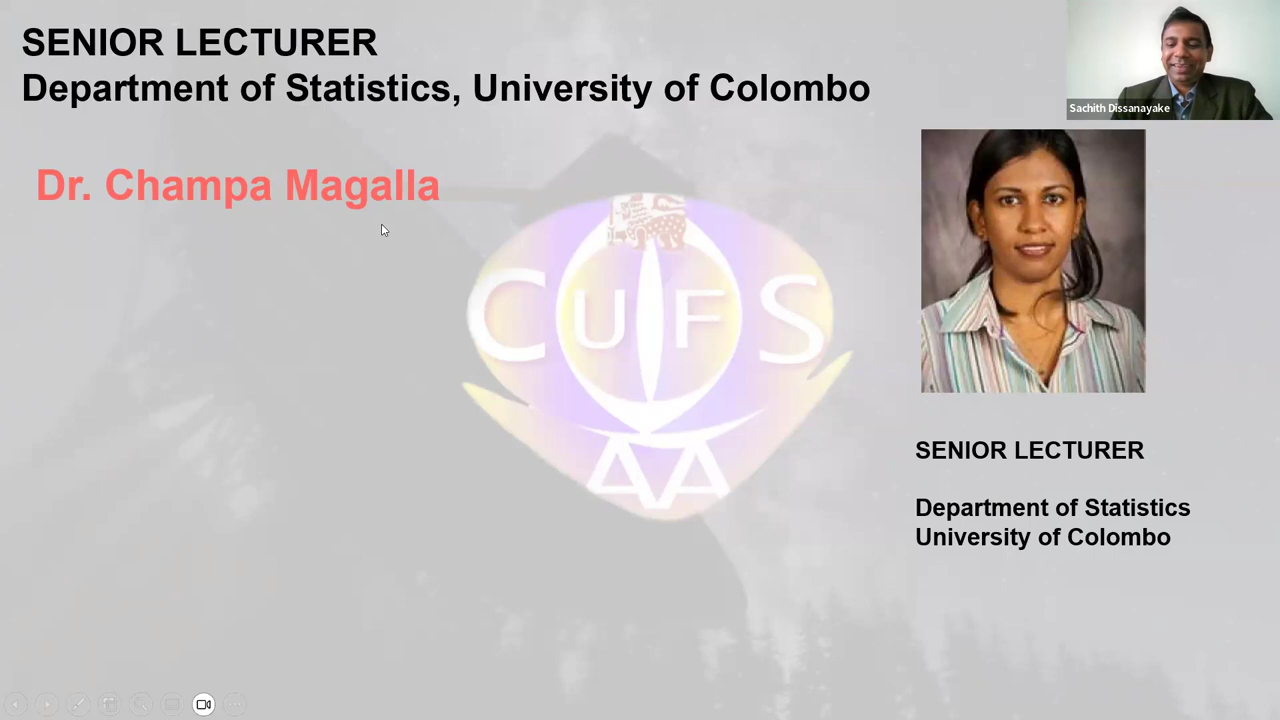 SENIOR LECTURER
Department of Statistics, University of Colombo
Dr. Champa Magalla
Sachith Dissanayake
CUFS
AA
SENIOR LECTURER
Department of Statistics
University of Colombo